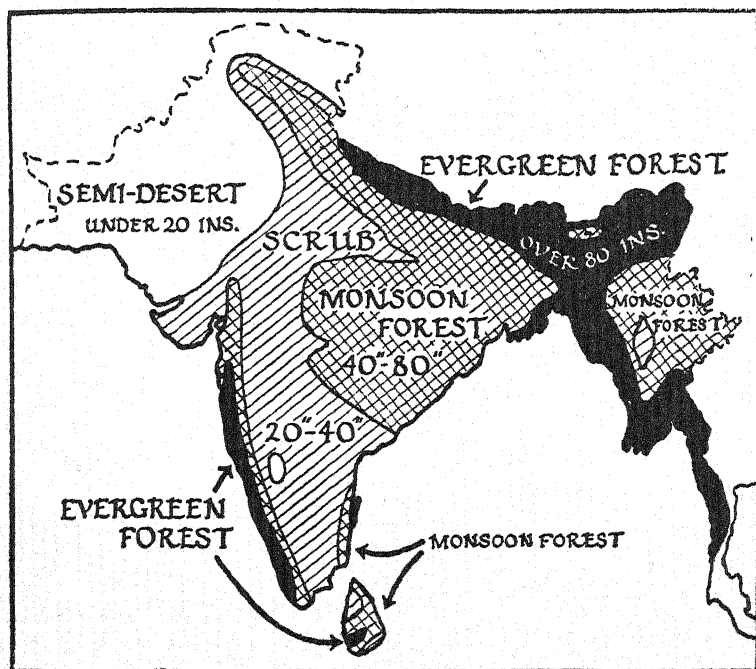 EVERGREEN FOREST
SEMI-DESERT
UNDER 20 INS.
SCRUB
OVER 80 INS.
MONSOON
FOREST
40"-80"
MONSOON
FOREST
20"-40"
EVERGREEN
FOREST
MONSOON FOREST